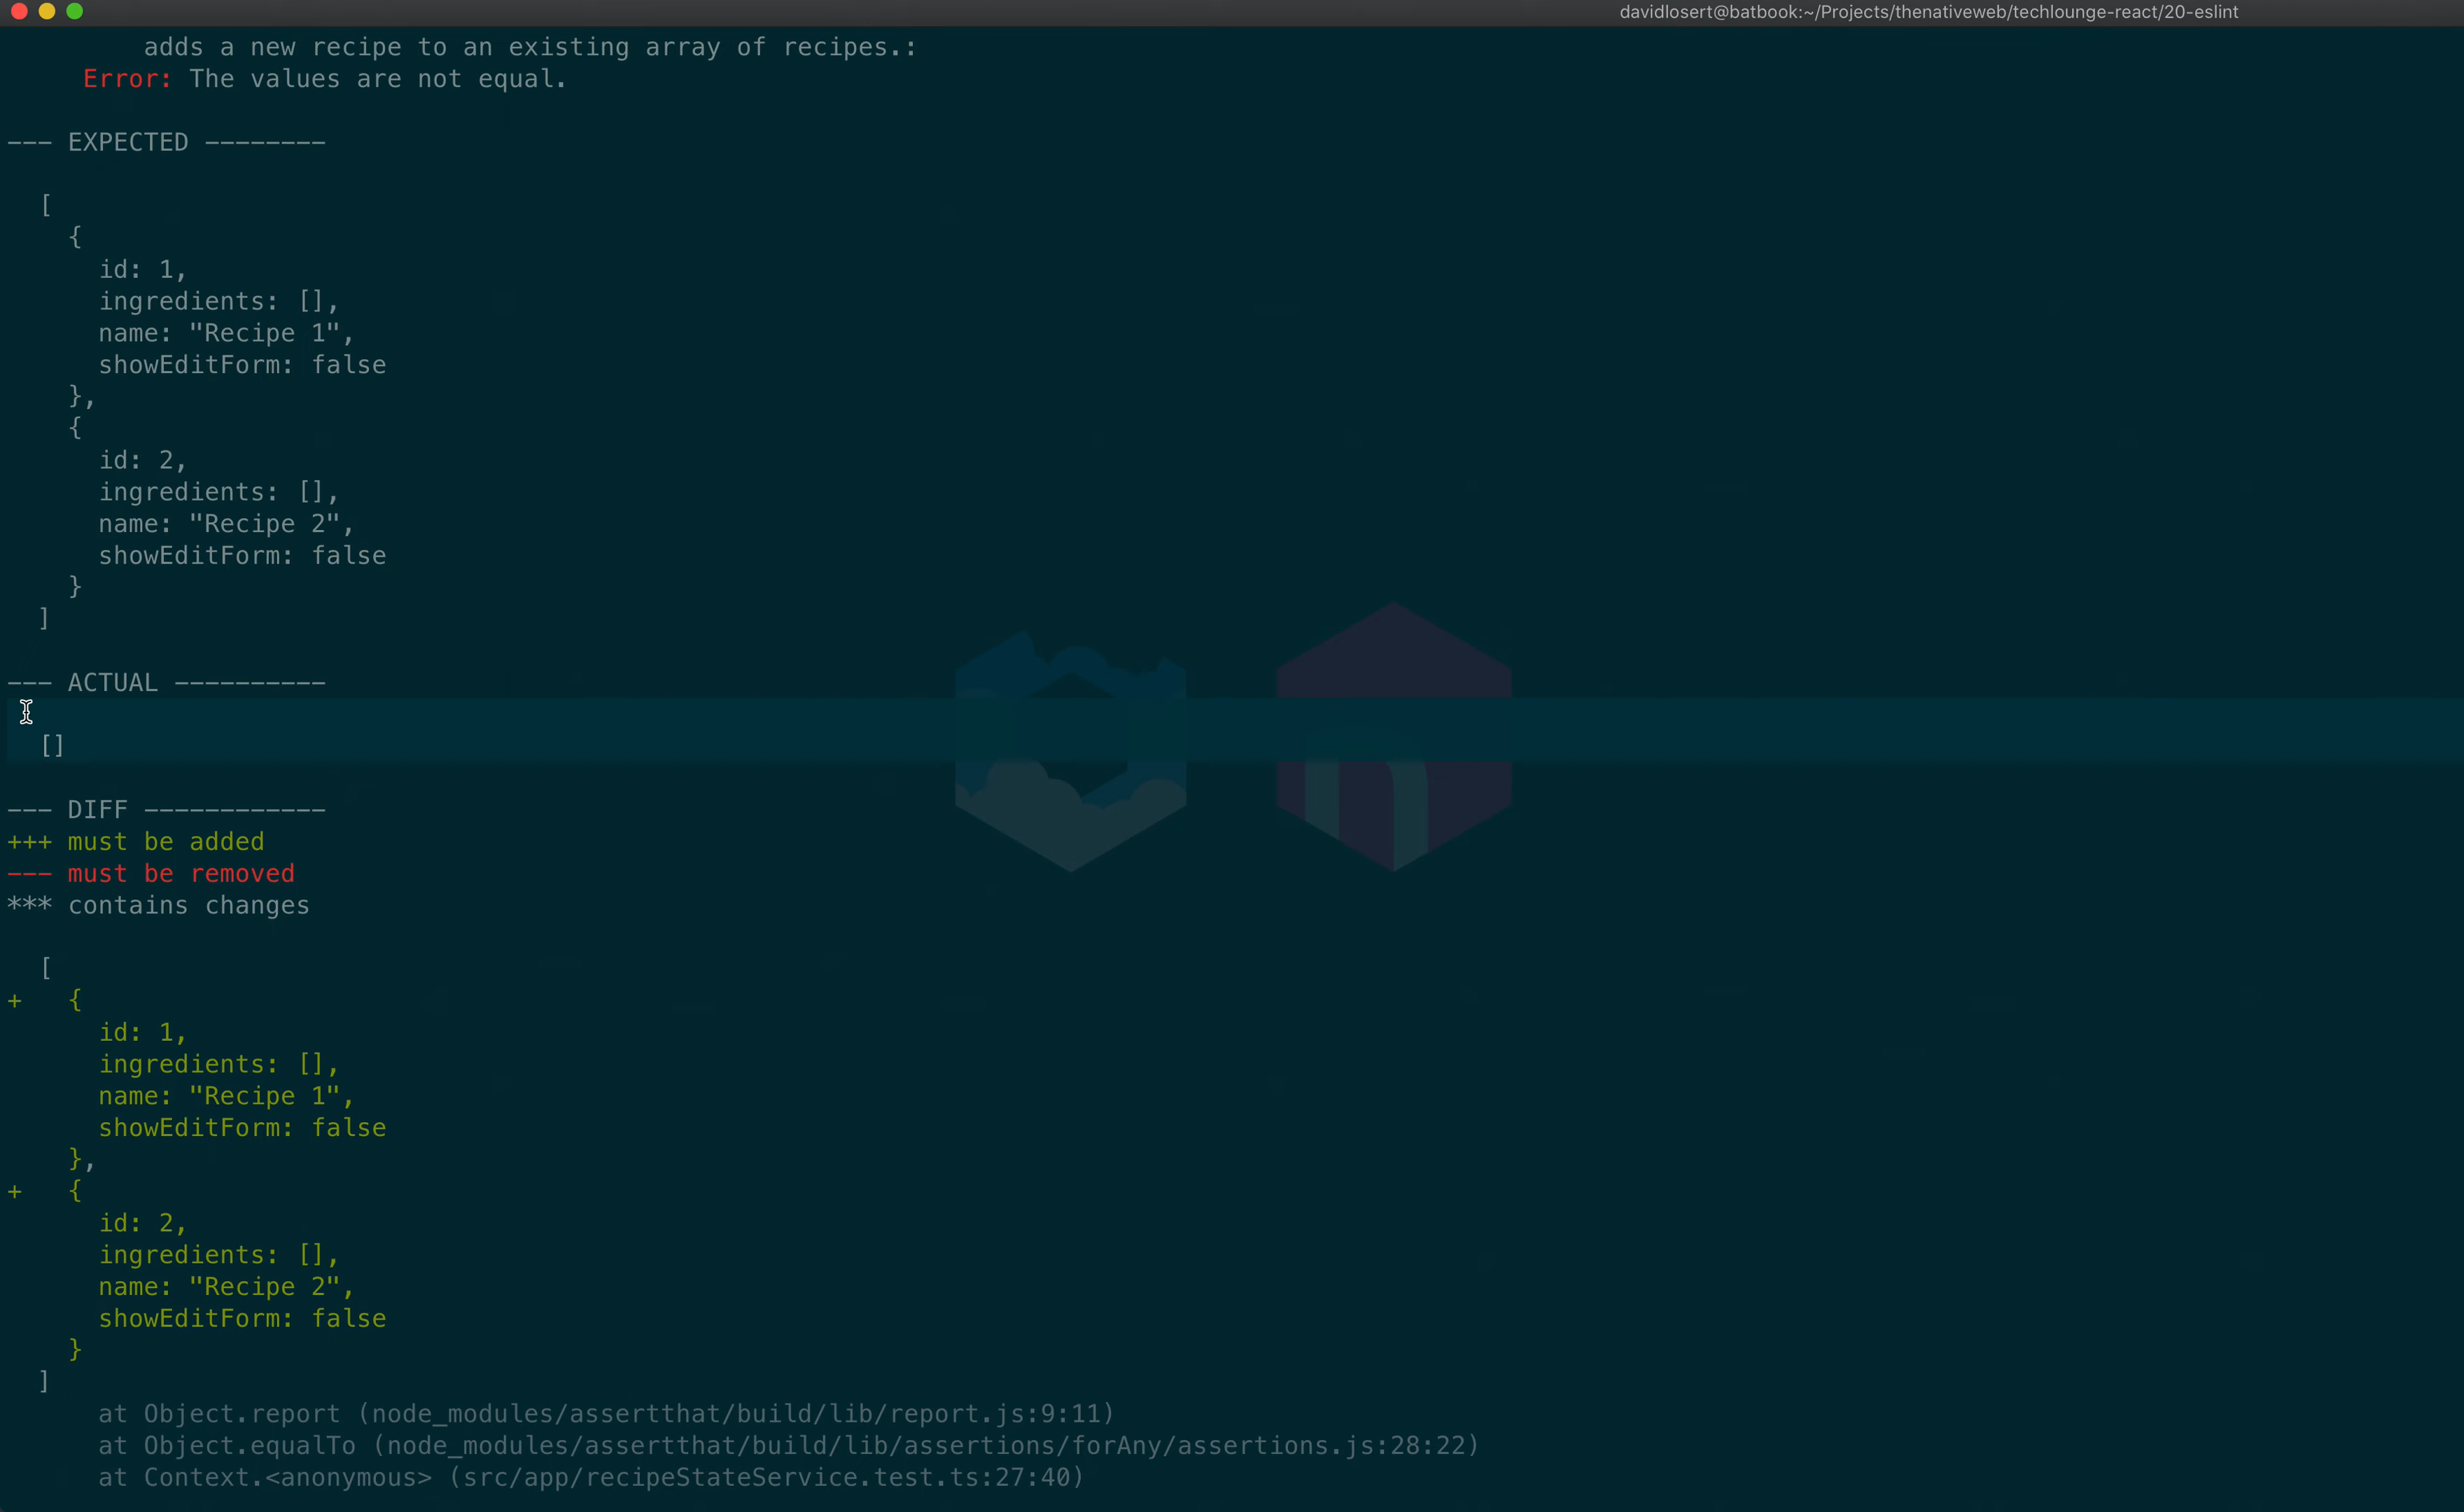 davidlosert@batbook:~/Projects/thenativeweb/techlounge-react/20-eslint
adds a new recipe to an existing array of recipes.:
Error: The values are not equal.
--- EXPECTED --------
[
{
id: 1,
ingredients: [],
name: "Recipe 1",
showEditForm: false
},
{
id: 2,
ingredients: [],
name: "Recipe 2",
showEditForm: false
}
]
--- ACTUAL ----------
[]
--- DIFF ------------
+++ must be added
--- must be removed
*** contains changes
[
+ {
id: 1,
ingredients: [],
name: "Recipe 1",
showEditForm: false
},
+ {
id: 2,
ingredients: [],
name: "Recipe 2",
showEditForm: false
}
]
at Object.report (node_modules/assertthat/build/lib/report.js:9:11)
at Object.equalTo (node_modules/assertthat/build/lib/assertions/forAny/assertions.js:28:22)
at Context.<anonymous> (src/app/recipeStateService.test.ts:27:40)